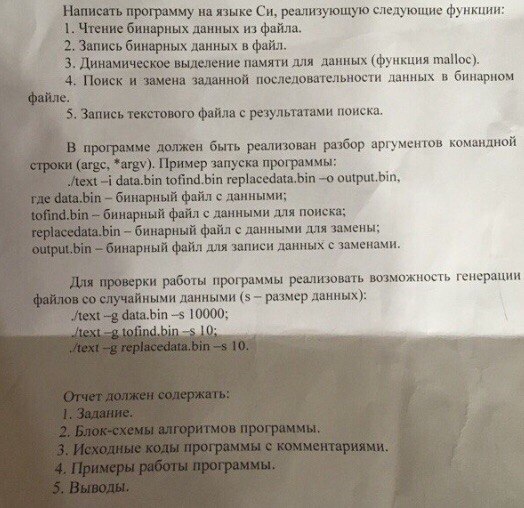 Написать программу на языке Си, реализующую следующие функции:
1. Чтение бинарных данных из файла.
2. Запись бинарных данных в файл.
3. Динамическое выделение памяти для данных (функция malloc).
4. Поиск и замена заданной последовательности данных в бинарном
файле.
5. Запись текстового файла с результатами поиска.
В программе должен быть реализован разбор аргументов командной
строки (argc, *argv). Пример запуска программы:
./text –i data.bin tofind.bin replacedata.bin –o output.bin,
где data.bin – бинарный файл с данными;
tofind.bin – бинарный файл с данными для поиска;
replacedata.bin – бинарный файл с данными для замены;
output.bin – бинарный файл для записи данных с заменами.
Для проверки работы программы реализовать возможность генерации
файлов со случайными данными (s – размер данных):
./text –g data.bin –s 10000;
./text –g tofind.bin –s 10;
./text –g replacedata.bin –s 10.
Отчет должен содержать:
1. Задание.
2. Блок-схемы алгоритмов программы.
3. Исходные коды программы с комментариями.
4. Примеры работы программы.
5. Выводы.